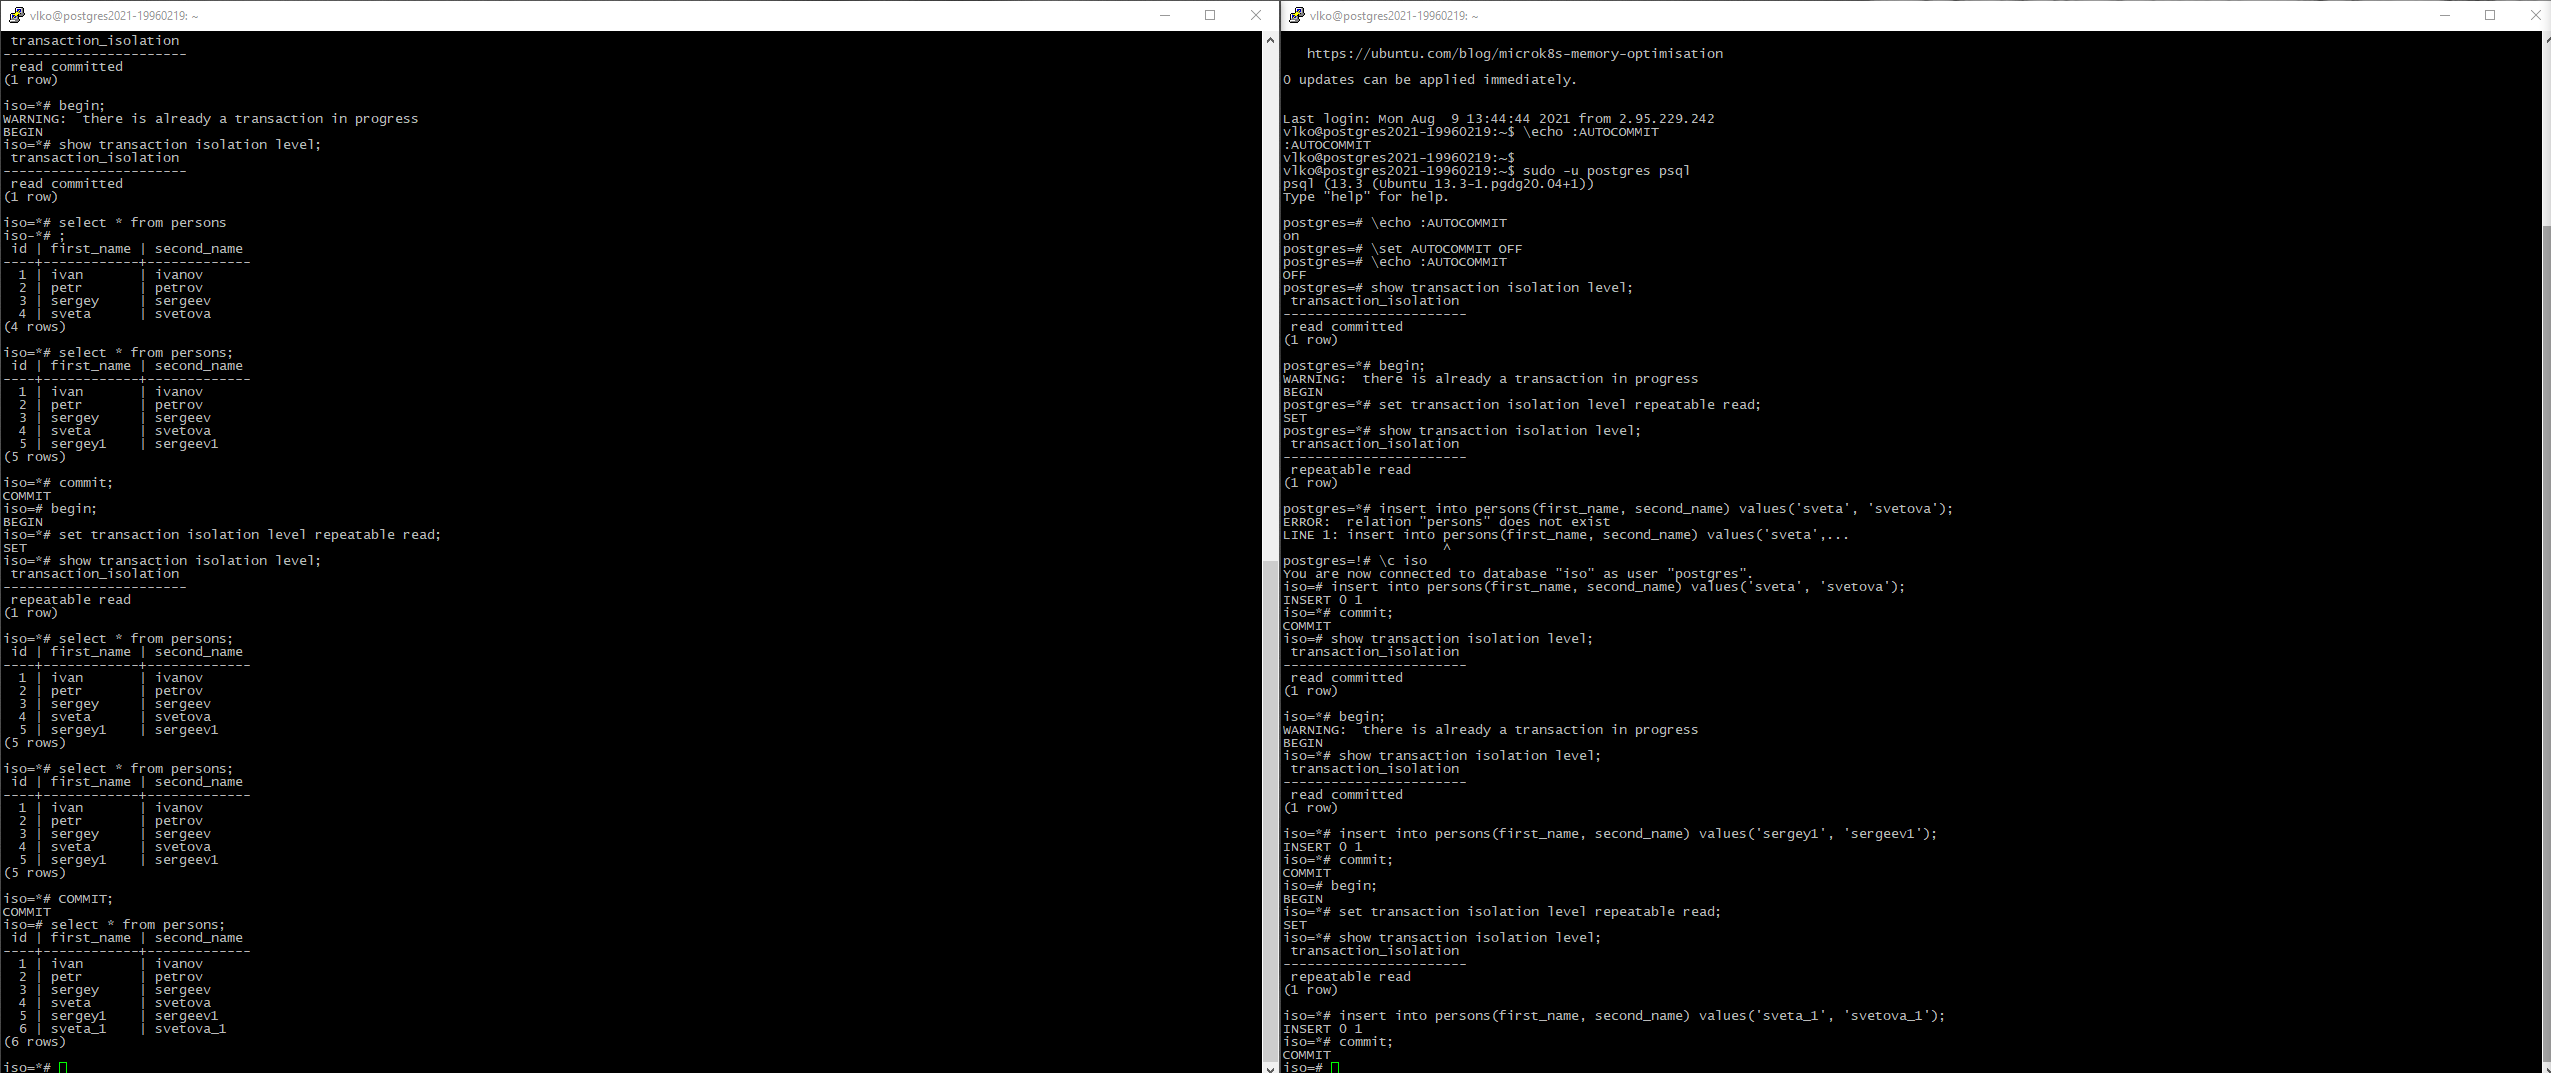 vlko@postgres2021-19960219: ~
 transaction_isolation
-----------------------
 read committed
(1 row)

iso=*# begin;
WARNING:  there is already a transaction in progress
BEGIN
iso=*# show transaction isolation level;
 transaction_isolation
-----------------------
 read committed
(1 row)

iso=*# select * from persons
iso-*# ;
 id | first_name | second_name
----+------------+-------------
  1 | ivan       | ivanov
  2 | petr       | petrov
  3 | sergey     | sergeev
  4 | sveta      | svetova
(4 rows)

iso=*# select * from persons;
 id | first_name | second_name
----+------------+-------------
  1 | ivan       | ivanov
  2 | petr       | petrov
  3 | sergey     | sergeev
  4 | sveta      | svetova
  5 | sergey1    | sergeev1
(5 rows)

iso=*# commit;
COMMIT
iso=# begin;
BEGIN
iso=*# set transaction isolation level repeatable read;
SET
iso=*# show transaction isolation level;
 transaction_isolation
-----------------------
 repeatable read
(1 row)

iso=*# select * from persons;
 id | first_name | second_name
----+------------+-------------
  1 | ivan       | ivanov
  2 | petr       | petrov
  3 | sergey     | sergeev
  4 | sveta      | svetova
  5 | sergey1    | sergeev1
(5 rows)

iso=*# select * from persons;
 id | first_name | second_name
----+------------+-------------
  1 | ivan       | ivanov
  2 | petr       | petrov
  3 | sergey     | sergeev
  4 | sveta      | svetova
  5 | sergey1    | sergeev1
(5 rows)

iso=*# COMMIT;
COMMIT
iso=# select * from persons;
 id | first_name | second_name
----+------------+-------------
  1 | ivan       | ivanov
  2 | petr       | petrov
  3 | sergey     | sergeev
  4 | sveta      | svetova
  5 | sergey1    | sergeev1
  6 | sveta_1    | svetova_1
(6 rows)

iso=*#
vlko@postgres2021-19960219: ~
   https://ubuntu.com/blog/microk8s-memory-optimisation

0 updates can be applied immediately.


Last login: Mon Aug  9 13:44:44 2021 from 2.95.229.242
vlko@postgres2021-19960219:~$ \echo :AUTOCOMMIT
:AUTOCOMMIT
vlko@postgres2021-19960219:~$
vlko@postgres2021-19960219:~$ sudo -u postgres psql
psql (13.3 (Ubuntu 13.3-1.pgdg20.04+1))
Type "help" for help.

postgres=# \echo :AUTOCOMMIT
on
postgres=# \set AUTOCOMMIT OFF
postgres=# \echo :AUTOCOMMIT
OFF
postgres=# show transaction isolation level;
 transaction_isolation
-----------------------
 read committed
(1 row)

postgres=*# begin;
WARNING:  there is already a transaction in progress
BEGIN
postgres=*# set transaction isolation level repeatable read;
SET
postgres=*# show transaction isolation level;
 transaction_isolation
-----------------------
 repeatable read
(1 row)

postgres=*# insert into persons(first_name, second_name) values('sveta', 'svetova');
ERROR:  relation "persons" does not exist
LINE 1: insert into persons(first_name, second_name) values('sveta',...
                    ^
postgres=!# \c iso
You are now connected to database "iso" as user "postgres".
iso=# insert into persons(first_name, second_name) values('sveta', 'svetova');
INSERT 0 1
iso=*# commit;
COMMIT
iso=# show transaction isolation level;
 transaction_isolation
-----------------------
 read committed
(1 row)

iso=*# begin;
WARNING:  there is already a transaction in progress
BEGIN
iso=*# show transaction isolation level;
 transaction_isolation
-----------------------
 read committed
(1 row)

iso=*# insert into persons(first_name, second_name) values('sergey1', 'sergeev1');
INSERT 0 1
iso=*# commit;
COMMIT
iso=# begin;
BEGIN
iso=*# set transaction isolation level repeatable read;
SET
iso=*# show transaction isolation level;
 transaction_isolation
-----------------------
 repeatable read
(1 row)

iso=*# insert into persons(first_name, second_name) values('sveta_1', 'svetova_1');
INSERT 0 1
iso=*# commit;
COMMIT
iso=#